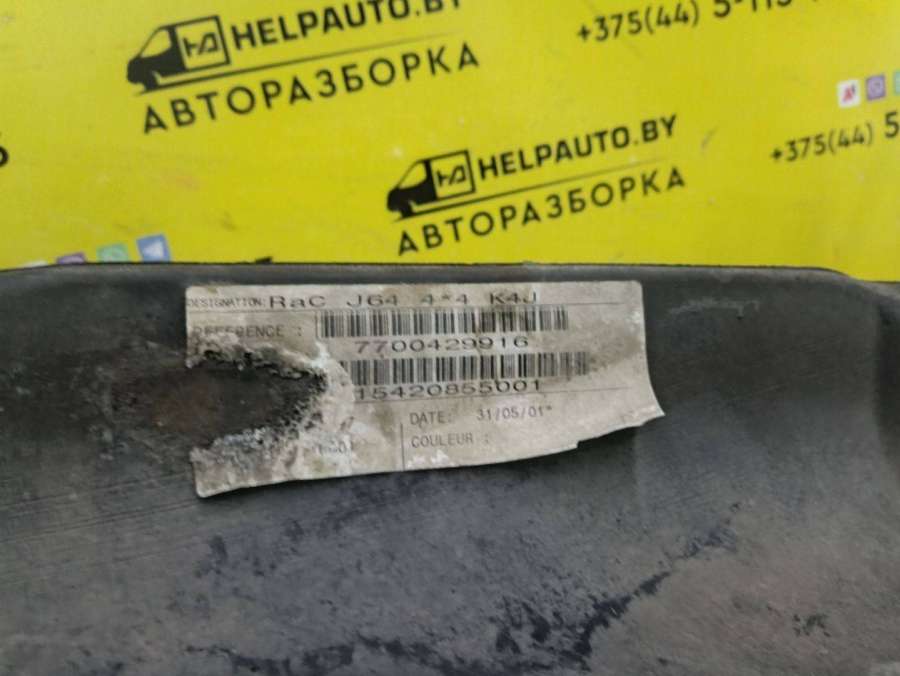 HELPAUTO.BY
АВТОРАЗБОРКА
+375(44)
HELPAUTO.BY
АВТОРАЗБОРКА
+375(44) 5
DESIGNATION: RaC J64 4*4 K4J
REFERENCE :
7700429916
15420855001
DATE: 31/05/01*
COULEUR :